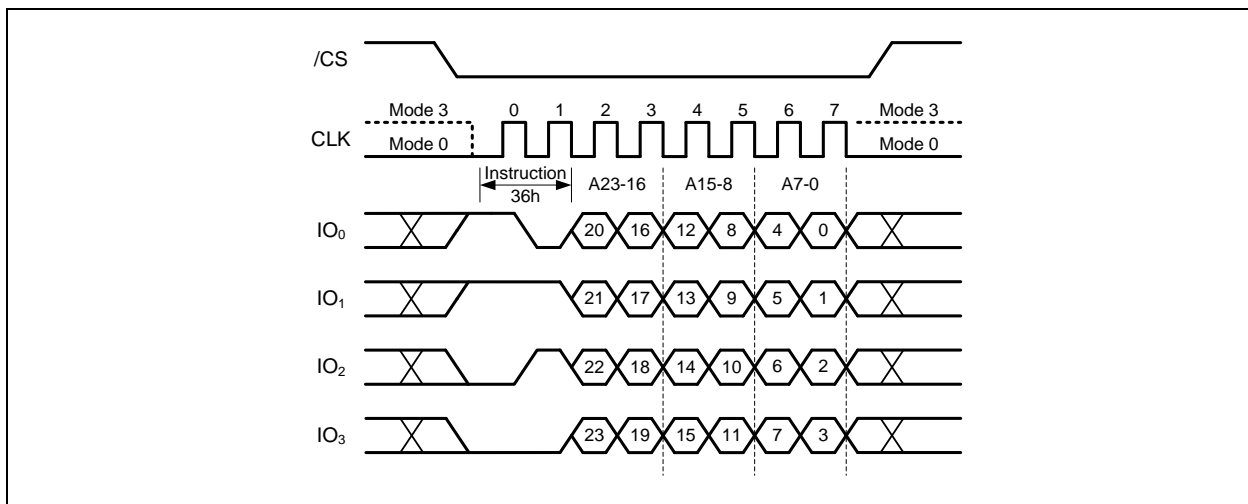 /CS
Mode 3 0 1 2 3 4 5 6 7 Mode 3
CLK
Mode 0 Mode 0
Instruction
36h A23-16 A15-8 A7-0
IO₀ 20 16 12 8 4 0
IO₁ 21 17 13 9 5 1
IO₂ 22 18 14 10 6 2
IO₃ 23 19 15 11 7 3